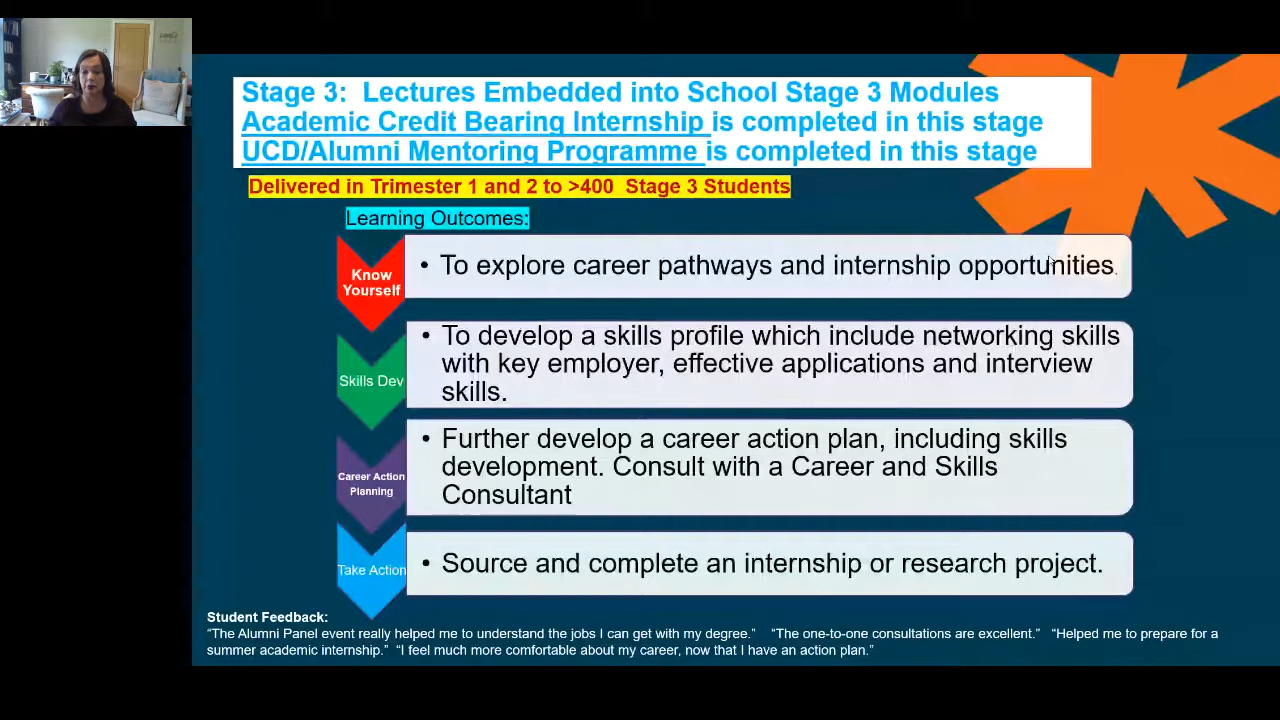 Stage 3: Lectures Embedded into School Stage 3 Modules
Academic Credit Bearing Internship is completed in this stage
UCD/Alumni Mentoring Programme is completed in this stage
Delivered in Trimester 1 and 2 to >400 Stage 3 Students
Learning Outcomes:
Know
Yourself
• To explore career pathways and internship opportunities.
Skills Dev
• To develop a skills profile which include networking skills
with key employer, effective applications and interview
skills.
Career Action
Planning
• Further develop a career action plan, including skills
development. Consult with a Career and Skills
Consultant
Take Action
• Source and complete an internship or research project.
Student Feedback:
“The Alumni Panel event really helped me to understand the jobs I can get with my degree.” “The one-to-one consultations are excellent.” “Helped me to prepare for a
summer academic internship.” “I feel much more comfortable about my career, now that I have an action plan.”